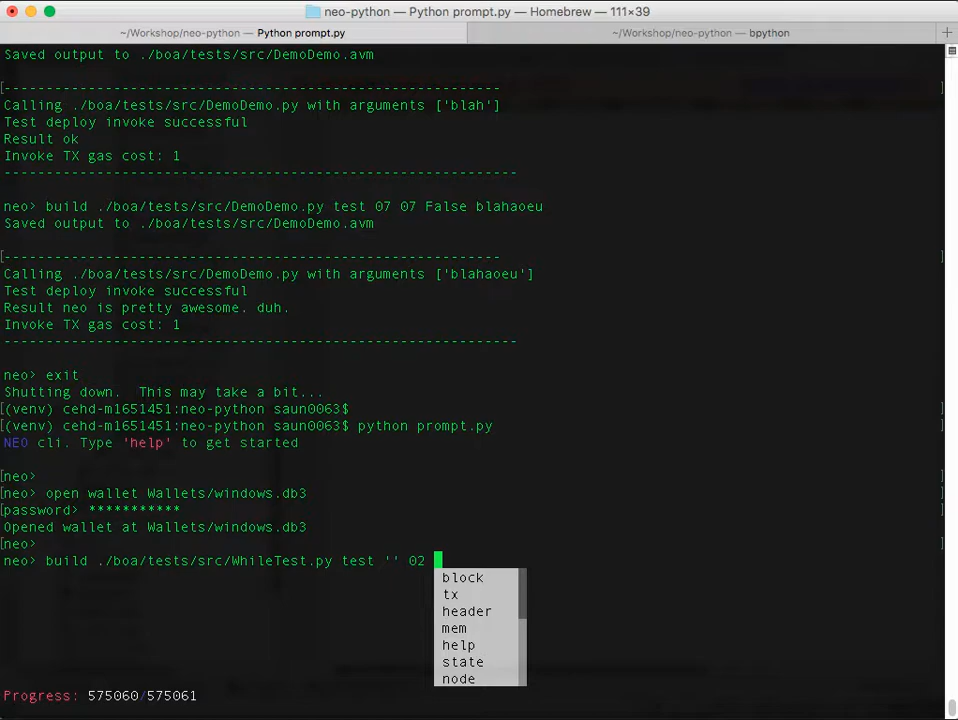 neo-python — Python prompt.py — Homebrew — 111×39
~/Workshop/neo-python — Python prompt.py
~/Workshop/neo-python — bpython
Saved output to ./boa/tests/src/DemoDemo.avm
[-----------------------------------------------------------]
Calling ./boa/tests/src/DemoDemo.py with arguments ['blah']
Test deploy invoke successful
Result ok
Invoke TX gas cost: 1
-------------------------------------------------------------
neo> build ./boa/tests/src/DemoDemo.py test 07 07 False blahaoeu
Saved output to ./boa/tests/src/DemoDemo.avm
[-----------------------------------------------------------]
Calling ./boa/tests/src/DemoDemo.py with arguments ['blahaoeu']
Test deploy invoke successful
Result neo is pretty awesome. duh.
Invoke TX gas cost: 1
-------------------------------------------------------------
neo> exit
Shutting down.  This may take a bit...
[(venv) cehd-m1651451:neo-python saun0063$ ]
[(venv) cehd-m1651451:neo-python saun0063$ python prompt.py ]
NEO cli. Type 'help' to get started
[neo> ]
[neo> open wallet Wallets/windows.db3 ]
[password> *********** ]
Opened wallet at Wallets/windows.db3
[neo> ]
neo> build ./boa/tests/src/WhileTest.py test '' 02
block
tx
header
mem
help
state
node
Progress: 575060/575061